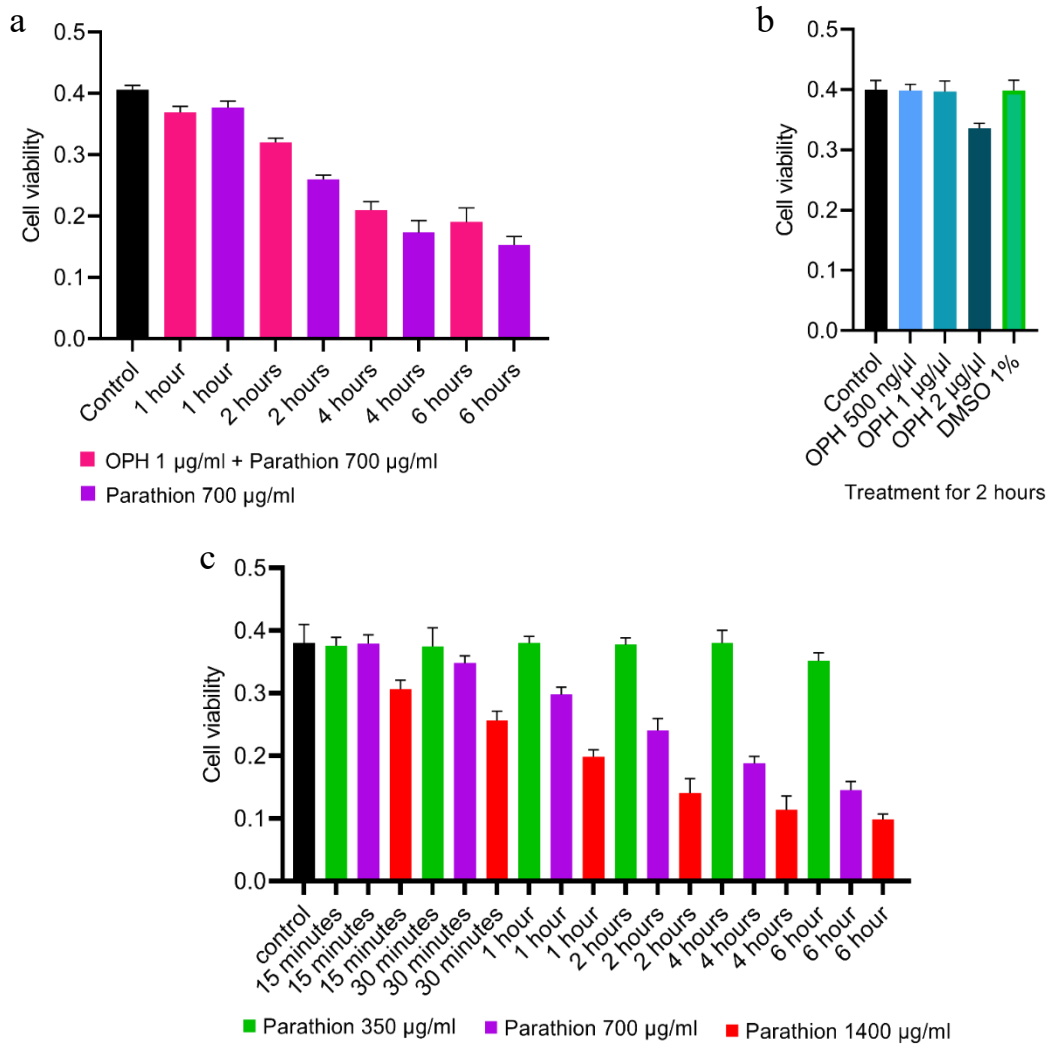 a
0.5
0.4
0.3
0.2
0.1
0.0
Cell viability
Control
1 hour
1 hour
2 hours
2 hours
4 hours
4 hours
6 hours
6 hours
OPH 1 µg/ml + Parathion 700 µg/ml
Parathion 700 µg/ml
b
0.5
0.4
0.3
0.2
0.1
0.0
Cell viability
Control
OPH 500 ng/µl
OPH 1 µg/µl
OPH 2 µg/µl
DMSO 1%
Treatment for 2 hours
c
0.5
0.4
0.3
0.2
0.1
0.0
Cell viability
control
15 minutes
15 minutes
15 minutes
30 minutes
30 minutes
30 minutes
1 hour
1 hour
1 hour
2 hours
2 hours
2 hours
4 hours
4 hours
4 hours
6 hour
6 hour
6 hour
Parathion 350 µg/ml
Parathion 700 µg/ml
Parathion 1400 µg/ml